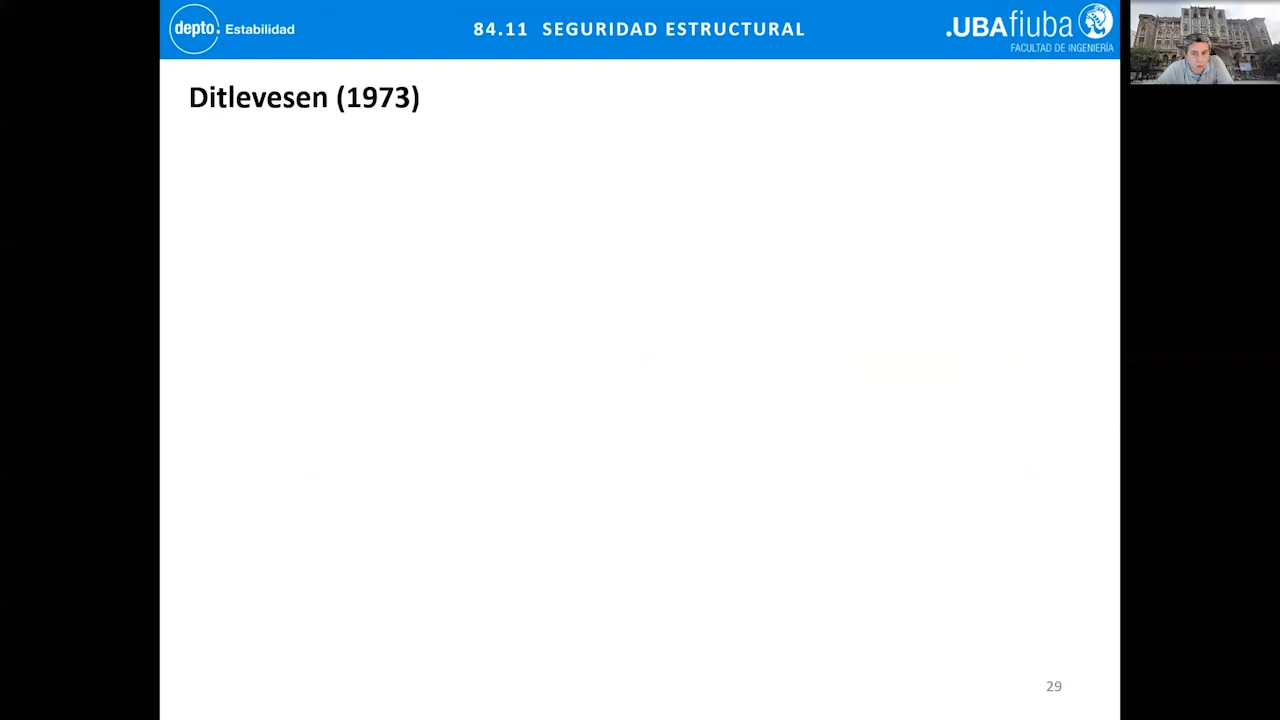 depto. Estabilidad
84.11 SEGURIDAD ESTRUCTURAL
.UBAfiuba
FACULTAD DE INGENIERÍA
Ditlevesen (1973)
29